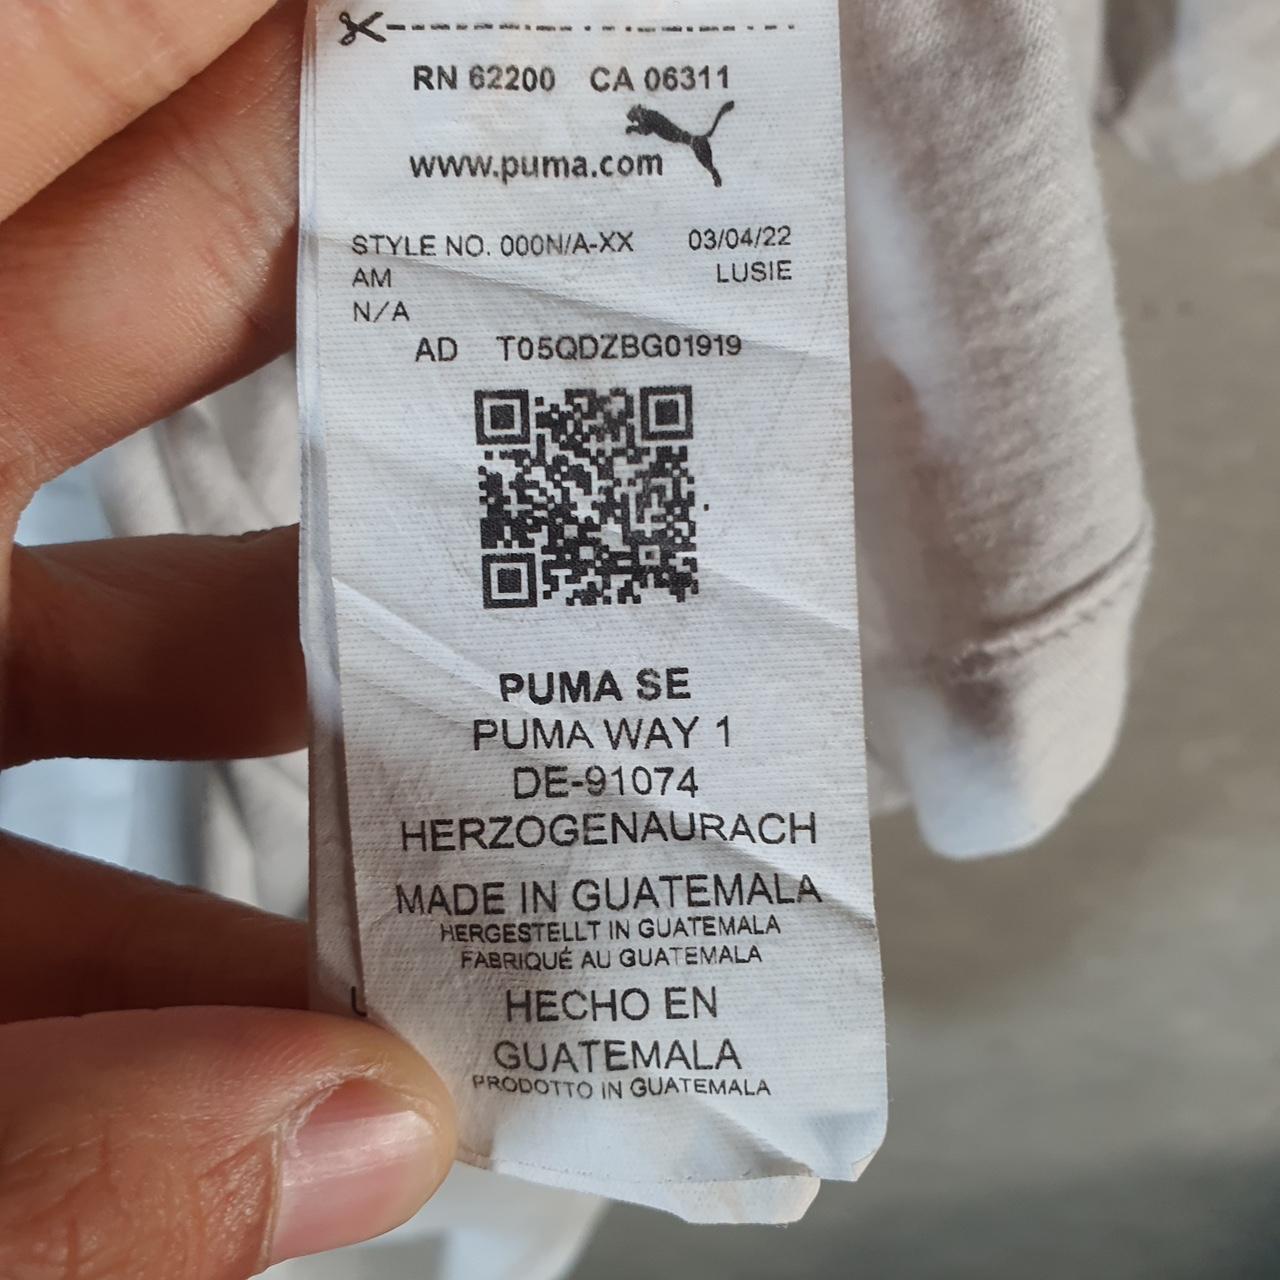 RN 62200 CA 06311
www.puma.com
STYLE NO. 000N/A-XX 03/04/22
AM LUSIE
N/A
AD T05QDZBG01919
PUMA SE
PUMA WAY 1
DE-91074
HERZOGENAURACH
MADE IN GUATEMALA
HERGESTELLT IN GUATEMALA
FABRIQUÉ AU GUATEMALA
HECHO EN
GUATEMALA
PRODOTTO IN GUATEMALA